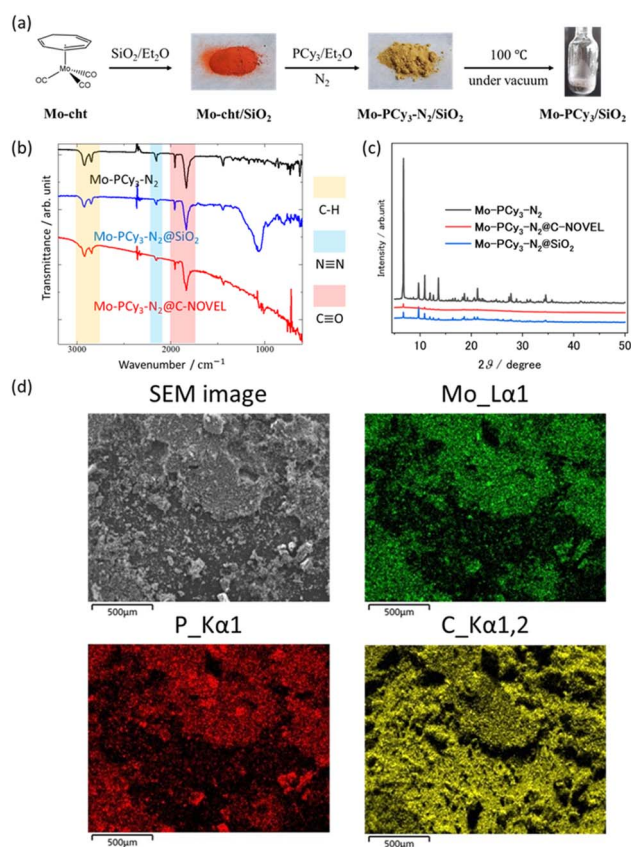 (a)
Mo
OC
CO
CO
SiO₂/Et₂O
PCy₃/Et₂O
N₂
100 ℃
under vacuum
Mo-cht
Mo-cht/SiO₂
Mo-PCy₃-N₂/SiO₂
Mo-PCy₃/SiO₂
(b)
Transmittance / arb. unit
Mo-PCy₃-N₂
Mo-PCy₃-N₂@SiO₂
Mo-PCy₃-N₂@C-NOVEL
3000
2000
1000
Wavenumber / cm⁻¹
C-H
N≡N
C≡O
(c)
Intensity / arb.unit
Mo-PCy₃-N₂
Mo-PCy₃-N₂@C-NOVEL
Mo-PCy₃-N₂@SiO₂
10
20
30
40
50
2ϑ / degree
(d)
SEM image
Mo_Lα1
500µm
500µm
P_Kα1
C_Kα1,2
500µm
500µm